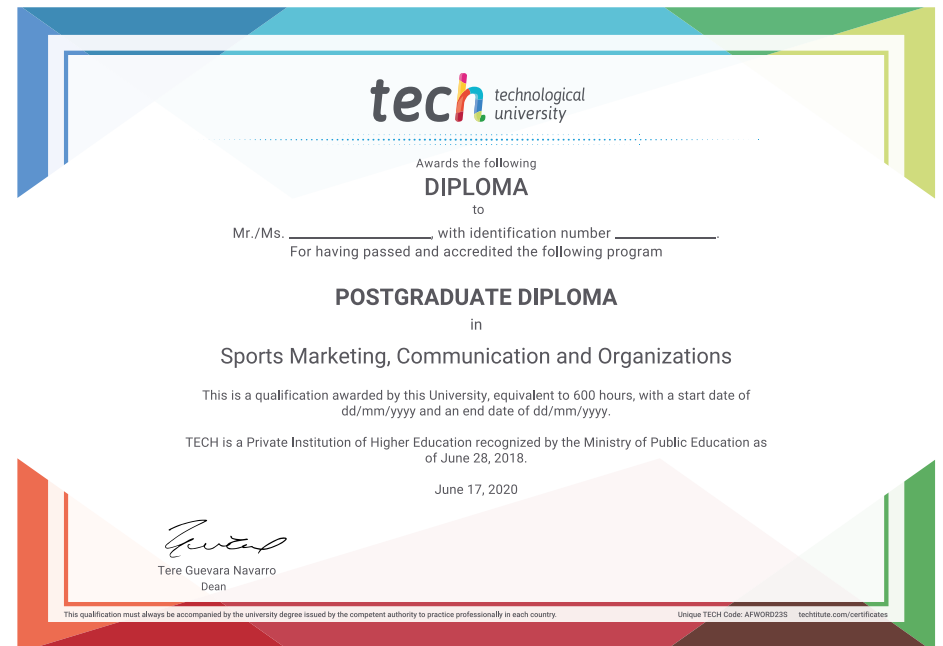 tech technological
university
Awards the following
DIPLOMA
to
Mr./Ms. ____________________, with identification number ______________.
For having passed and accredited the following program
POSTGRADUATE DIPLOMA
in
Sports Marketing, Communication and Organizations
This is a qualification awarded by this University, equivalent to 600 hours, with a start date of
dd/mm/yyyy and an end date of dd/mm/yyyy.
TECH is a Private Institution of Higher Education recognized by the Ministry of Public Education as
of June 28, 2018.
June 17, 2020
Tere Guevara Navarro
Dean
This qualification must always be accompanied by the university degree issued by the competent authority to practice professionally in each country.
Unique TECH Code: AFWORD23S techtitute.com/certificates